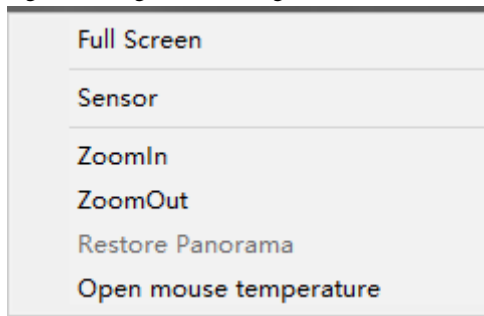 Full Screen
Sensor
ZoomIn
ZoomOut
Restore Panorama
Open mouse temperature